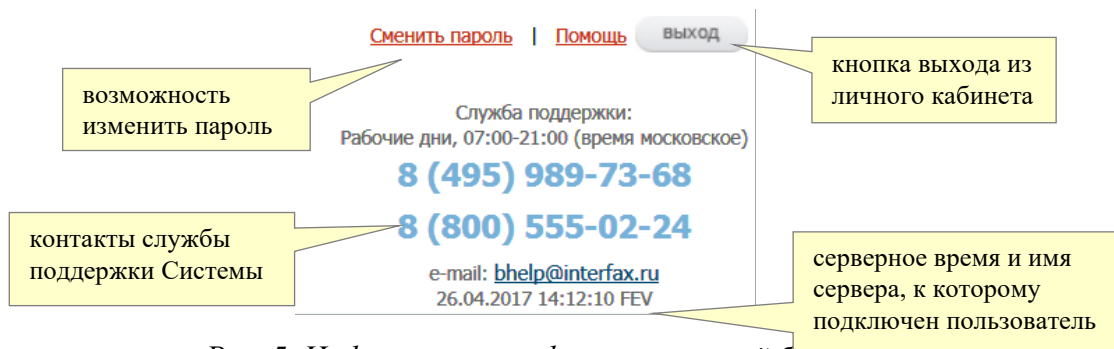 Сменить пароль | Помощь выход
кнопка выхода из
личного кабинета
возможность
изменить пароль
Служба поддержки:
Рабочие дни, 07:00-21:00 (время московское)
8 (495) 989-73-68
8 (800) 555-02-24
контакты службы
поддержки Системы
e-mail: bhelp@interfax.ru
26.04.2017 14:12:10 FEV
серверное время и имя
сервера, к которому
подключен пользователь